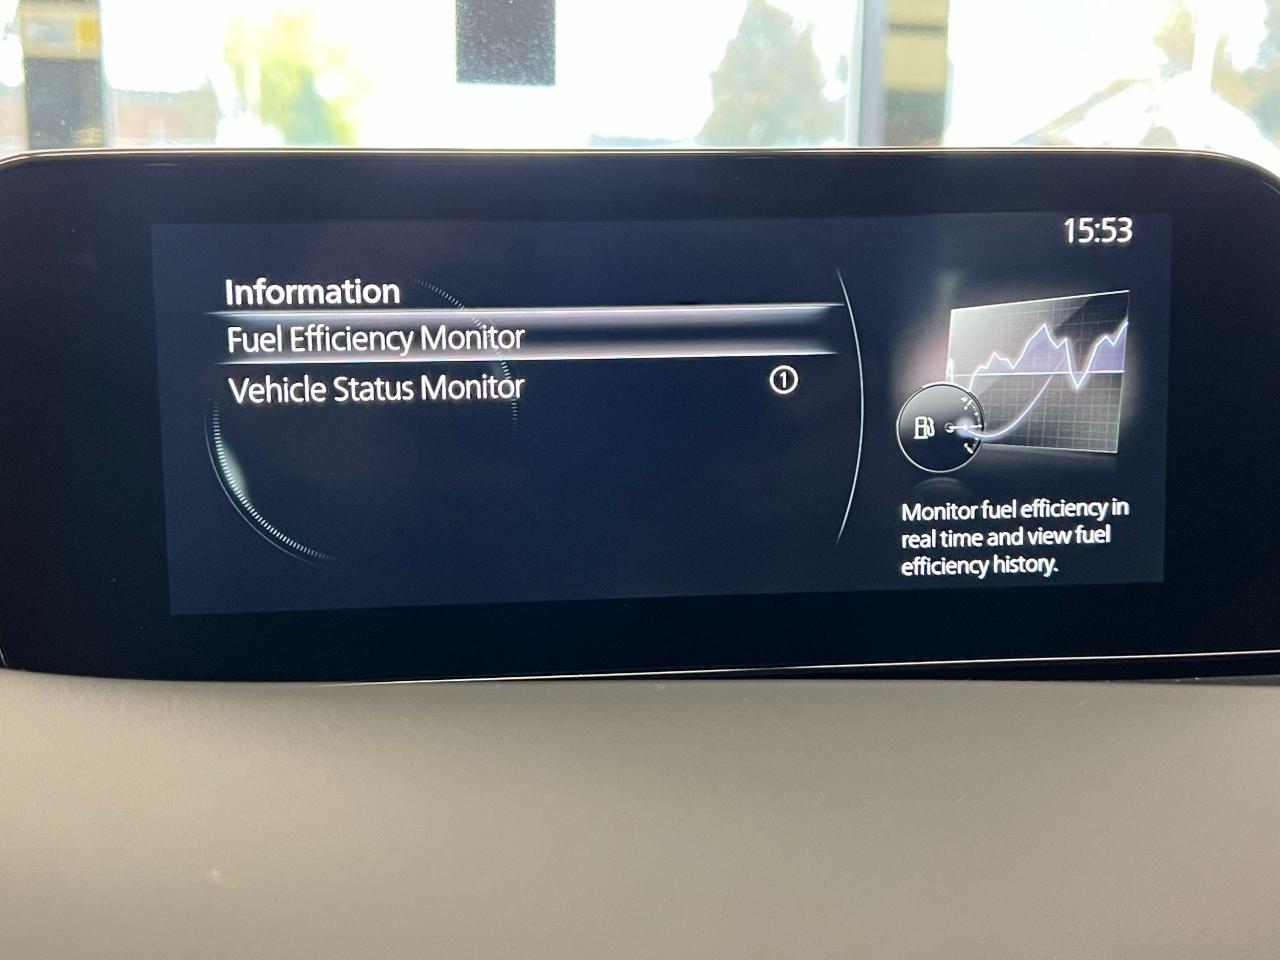 15:53
Information
Fuel Efficiency Monitor
Vehicle Status Monitor 1
Monitor fuel efficiency in
real time and view fuel
efficiency history.